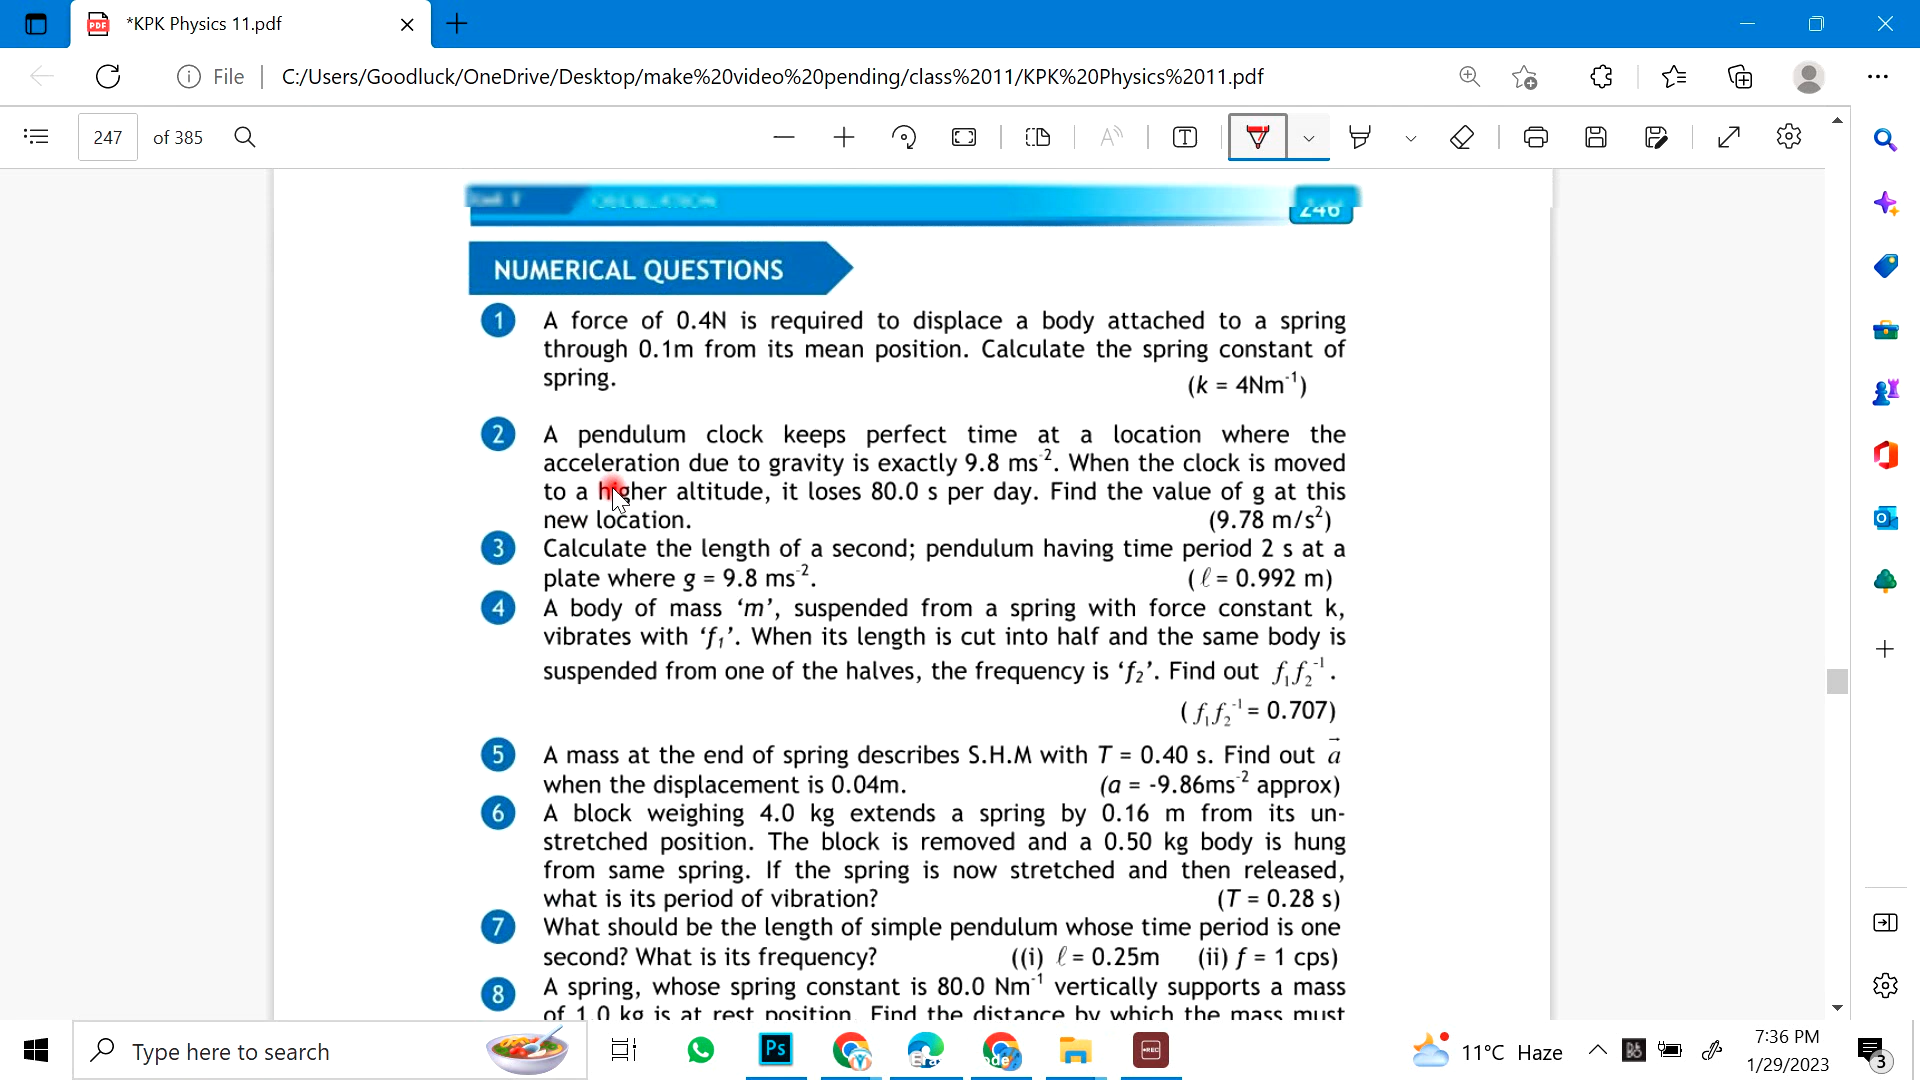 *KPK Physics 11.pdf
File
C:/Users/Goodluck/OneDrive/Desktop/make%20video%20pending/class%2011/KPK%20Physics%2011.pdf
247 of 385
OSCILLATION
246
NUMERICAL QUESTIONS
1 A force of 0.4N is required to displace a body attached to a spring
through 0.1m from its mean position. Calculate the spring constant of
spring. (k = 4Nm⁻¹)
2 A pendulum clock keeps perfect time at a location where the
acceleration due to gravity is exactly 9.8 ms⁻². When the clock is moved
to a higher altitude, it loses 80.0 s per day. Find the value of g at this
new location. (9.78 m/s²)
3 Calculate the length of a second; pendulum having time period 2 s at a
plate where g = 9.8 ms⁻². (ℓ = 0.992 m)
4 A body of mass ‘m’, suspended from a spring with force constant k,
vibrates with ‘f₁’. When its length is cut into half and the same body is
suspended from one of the halves, the frequency is ‘f₂’. Find out f₁f₂⁻¹.
(f₁f₂⁻¹ = 0.707)
5 A mass at the end of spring describes S.H.M with T = 0.40 s. Find out a⃗
when the displacement is 0.04m. (a = -9.86ms⁻² approx)
6 A block weighing 4.0 kg extends a spring by 0.16 m from its un-
stretched position. The block is removed and a 0.50 kg body is hung
from same spring. If the spring is now stretched and then released,
what is its period of vibration? (T = 0.28 s)
7 What should be the length of simple pendulum whose time period is one
second? What is its frequency? ((i) ℓ = 0.25m (ii) f = 1 cps)
8 A spring, whose spring constant is 80.0 Nm⁻¹ vertically supports a mass
of 1.0 kg is at rest position. Find the distance by which the mass must
Type here to search
Ps
REC
11°C Haze
7:36 PM
1/29/2023
3